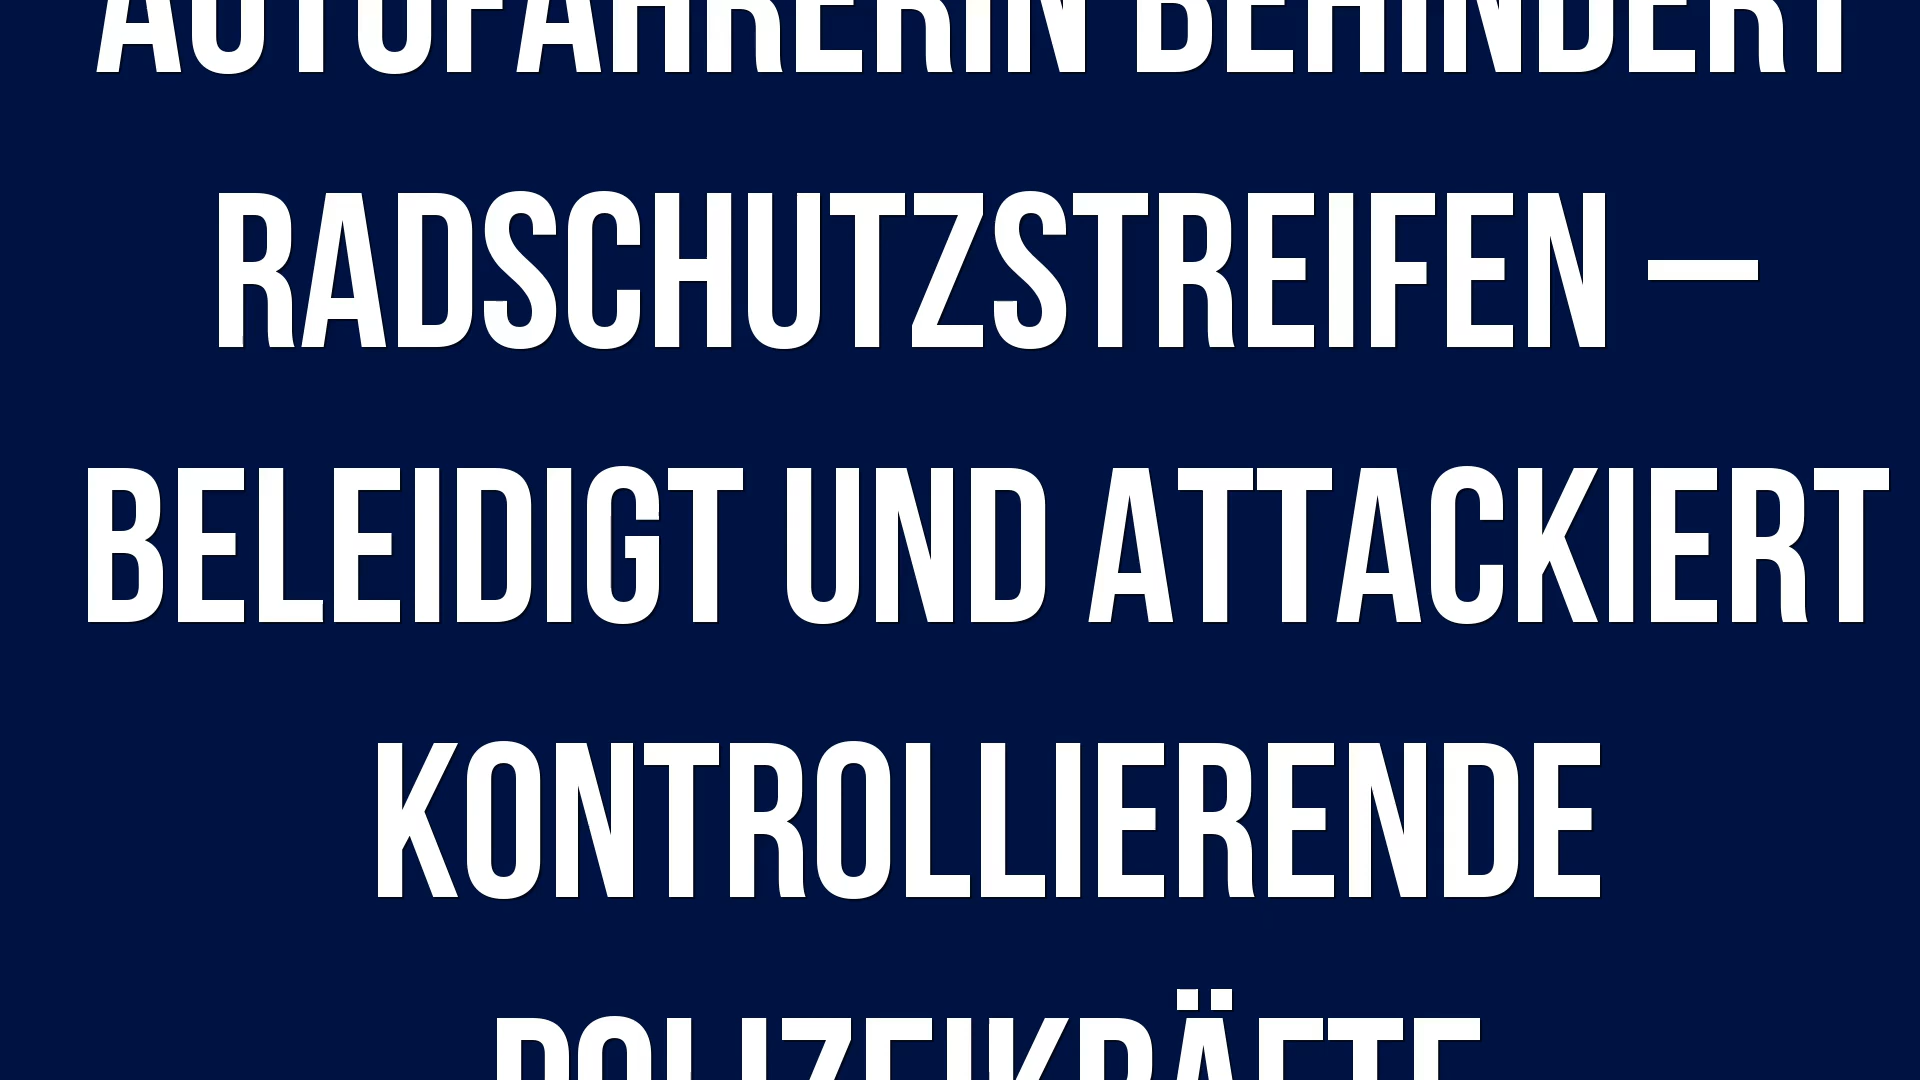 AUTOFAHRERIN BEHINDERT
RADSCHUTZSTREIFEN –
BELEIDIGT UND ATTACKIERT
KONTROLLIERENDE
POLIZEIKRÄFTE